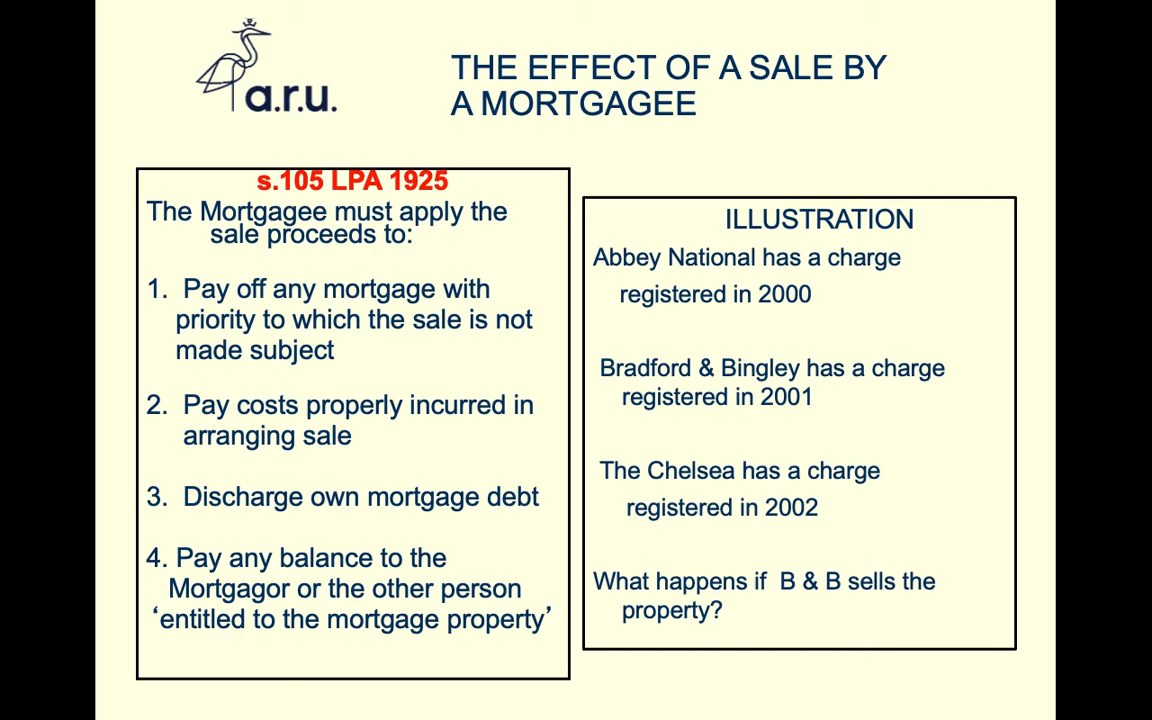 a.r.u.
THE EFFECT OF A SALE BY
A MORTGAGEE
s.105 LPA 1925
The Mortgagee must apply the
sale proceeds to:
1. Pay off any mortgage with
priority to which the sale is not
made subject
2. Pay costs properly incurred in
arranging sale
3. Discharge own mortgage debt
4. Pay any balance to the
Mortgagor or the other person
‘entitled to the mortgage property’
ILLUSTRATION
Abbey National has a charge
registered in 2000
Bradford & Bingley has a charge
registered in 2001
The Chelsea has a charge
registered in 2002
What happens if B & B sells the
property?